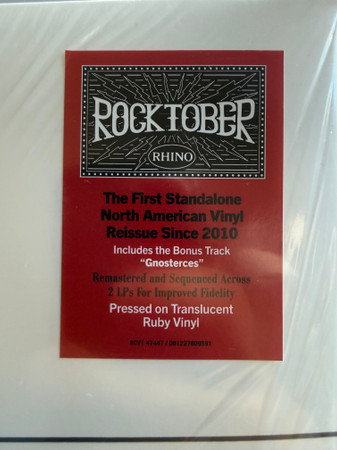 ROCKTOBER
RHINO
The First Standalone
North American Vinyl
Reissue Since 2010
Includes the Bonus Track
“Gnosterces”
Remastered and Sequenced Across
2 LPs For Improved Fidelity
Pressed on Translucent
Ruby Vinyl